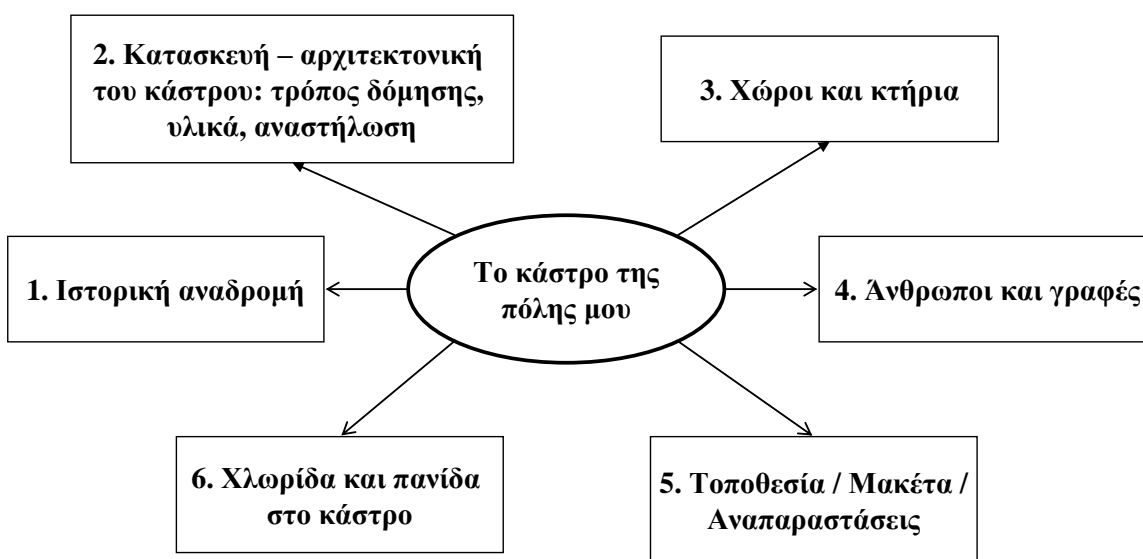 2. Κατασκευή – αρχιτεκτονική
του κάστρου: τρόπος δόμησης,
υλικά, αναστήλωση
3. Χώροι και κτήρια
1. Ιστορική αναδρομή
Το κάστρο της
πόλης μου
4. Άνθρωποι και γραφές
6. Χλωρίδα και πανίδα
στο κάστρο
5. Τοποθεσία / Μακέτα /
Αναπαραστάσεις